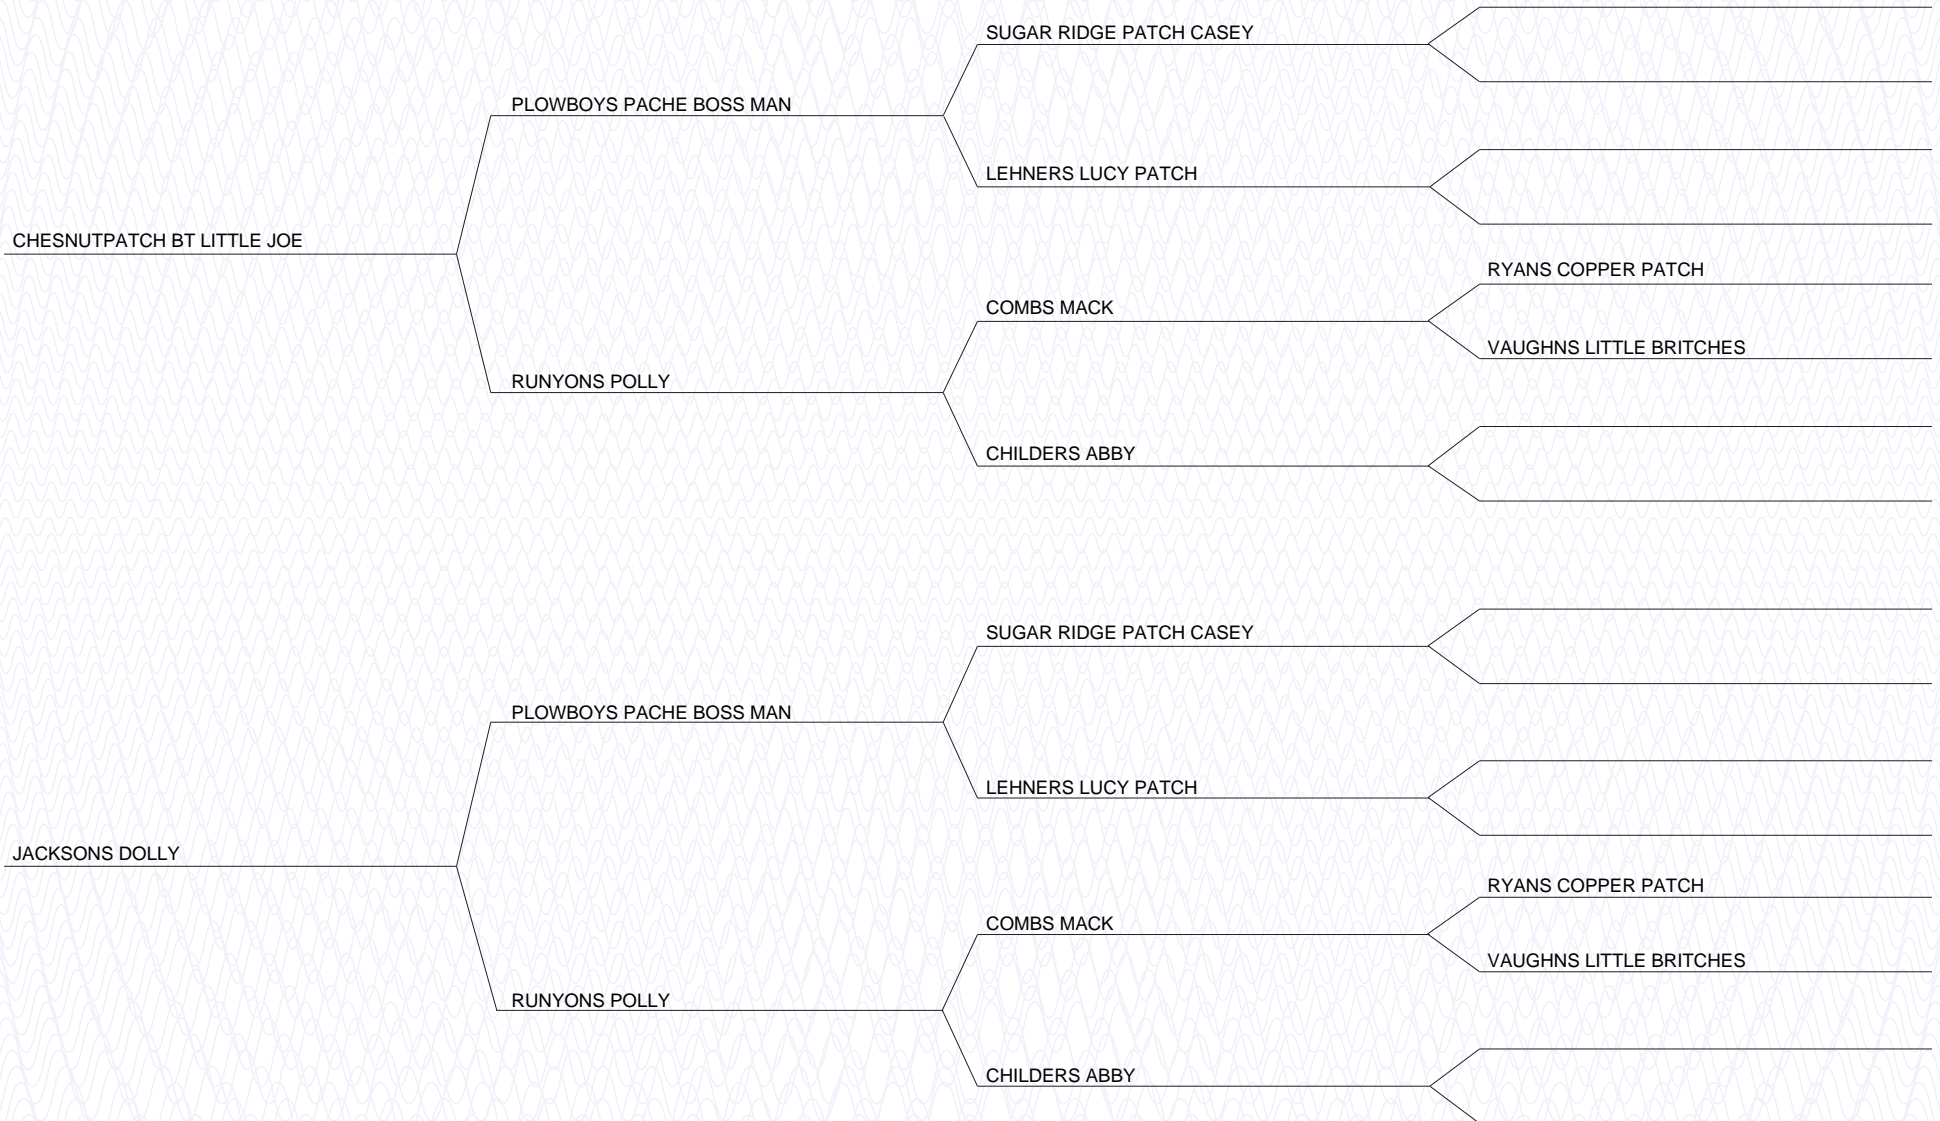 SUGAR RIDGE PATCH CASEY
PLOWBOYS PACHE BOSS MAN
LEHNERS LUCY PATCH
CHESNUTPATCH BT LITTLE JOE
RYANS COPPER PATCH
COMBS MACK
VAUGHNS LITTLE BRITCHES
RUNYONS POLLY
CHILDERS ABBY
SUGAR RIDGE PATCH CASEY
PLOWBOYS PACHE BOSS MAN
LEHNERS LUCY PATCH
JACKSONS DOLLY
RYANS COPPER PATCH
COMBS MACK
VAUGHNS LITTLE BRITCHES
RUNYONS POLLY
CHILDERS ABBY